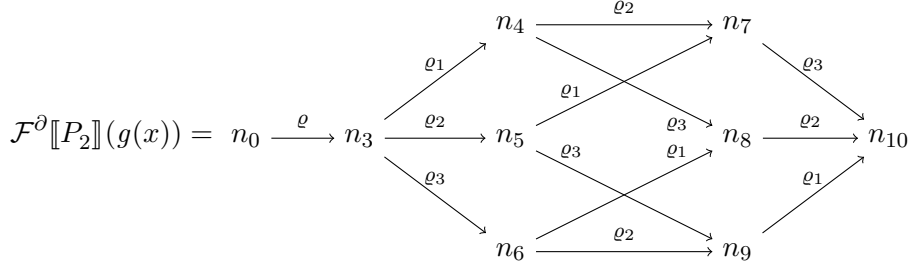 ϱ₂
n₄ n₇
ϱ₁ ϱ₃
ϱ₁
ϱ ϱ₂ ϱ₃ ϱ₂
ℱ^∂⟦P₂⟧(g(x)) = n₀ n₃ n₅ n₈ n₁₀
ϱ₃ ϱ₁
ϱ₃ ϱ₁
ϱ₂
n₆ n₉